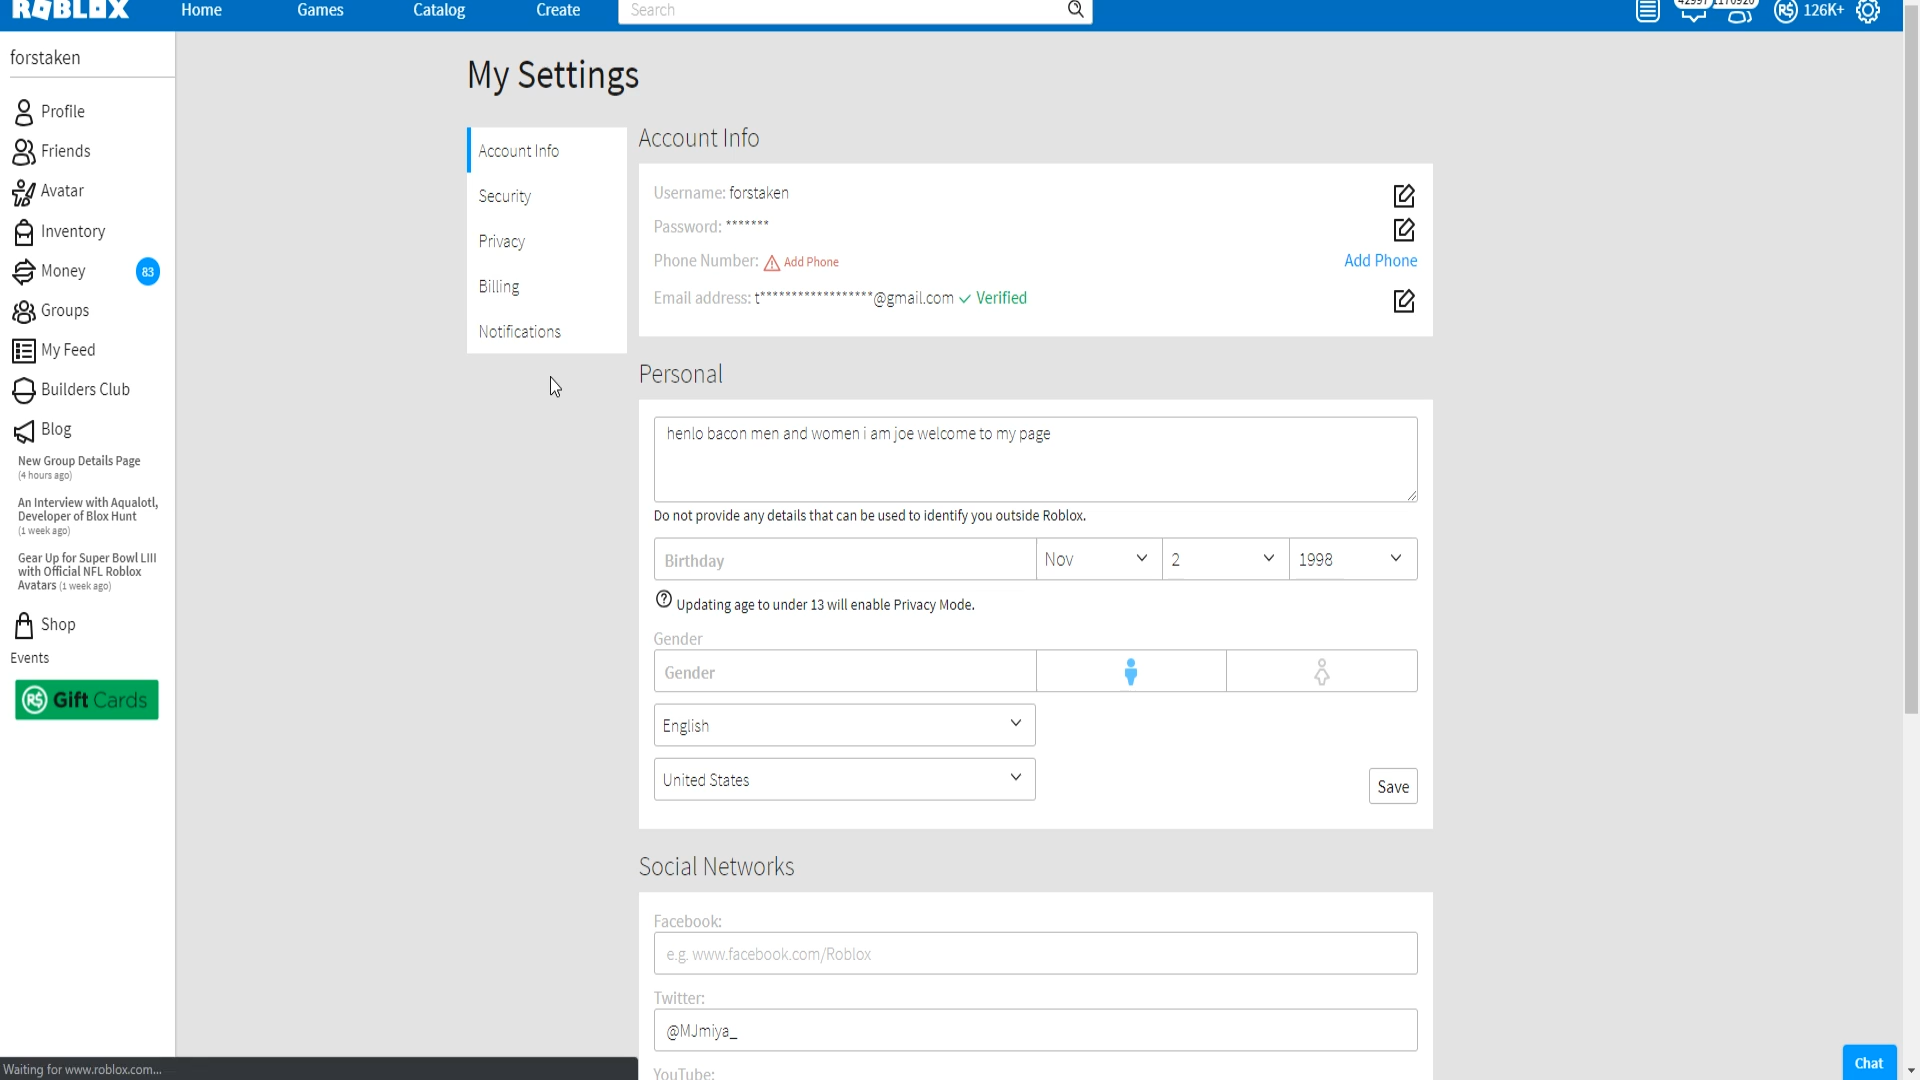 ROBLOX
Home
Games
Catalog
Create
Search
126K+
forstaken
Profile
Friends
Avatar
Inventory
Money
83
Groups
My Feed
Builders Club
Blog
New Group Details Page
(4 hours ago)
An Interview with Aqualotl,
Developer of Blox Hunt
(1 week ago)
Gear Up for Super Bowl LIII
with Official NFL Roblox
Avatars (1 week ago)
Shop
Events
R$ Gift Cards
My Settings
Account Info
Security
Privacy
Billing
Notifications
Account Info
Username: forstaken
Password: *******
Phone Number: Add Phone
Add Phone
Email address: t******************@gmail.com Verified
Personal
henlo bacon men and women i am joe welcome to my page
Do not provide any details that can be used to identify you outside Roblox.
Birthday
Nov
2
1998
Updating age to under 13 will enable Privacy Mode.
Gender
Gender
English
United States
Save
Social Networks
Facebook:
e.g. www.facebook.com/Roblox
Twitter:
@MJmiya_
YouTube:
Waiting for www.roblox.com...
Chat